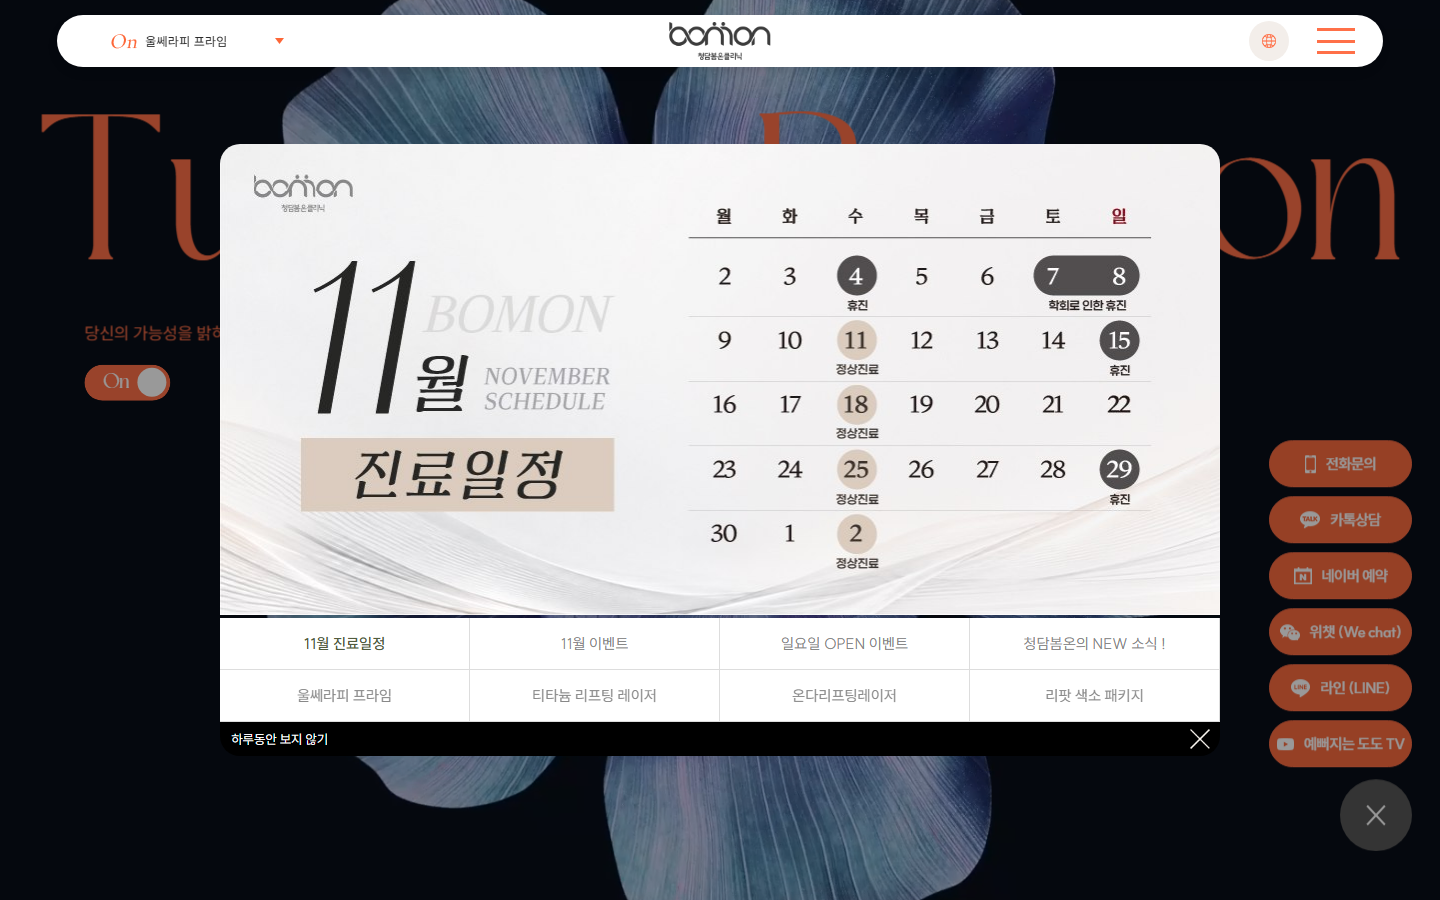 On 울쎄라피 프라임
bomon
청담봄온클리닉
당신의 가능성을 밝히
On
bomon
청담봄온클리닉
11월
BOMON
NOVEMBER
SCHEDULE
진료일정
월 화 수 목 금 토 일
2 3 4 5 6 7 8
휴진 학회로 인한 휴진
9 10 11 12 13 14 15
정상진료 휴진
16 17 18 19 20 21 22
정상진료
23 24 25 26 27 28 29
정상진료 휴진
30 1 2
정상진료
11월 진료일정 11월 이벤트 일요일 OPEN 이벤트 청담봄온의 NEW 소식 !
울쎄라피 프라임 티타늄 리프팅 레이저 온다리프팅레이저 리팟 색소 패키지
하루동안 보지 않기
전화문의
TALK 카톡상담
N 네이버 예약
위챗 (We chat)
LINE 라인 (LINE)
예뻐지는 도도 TV